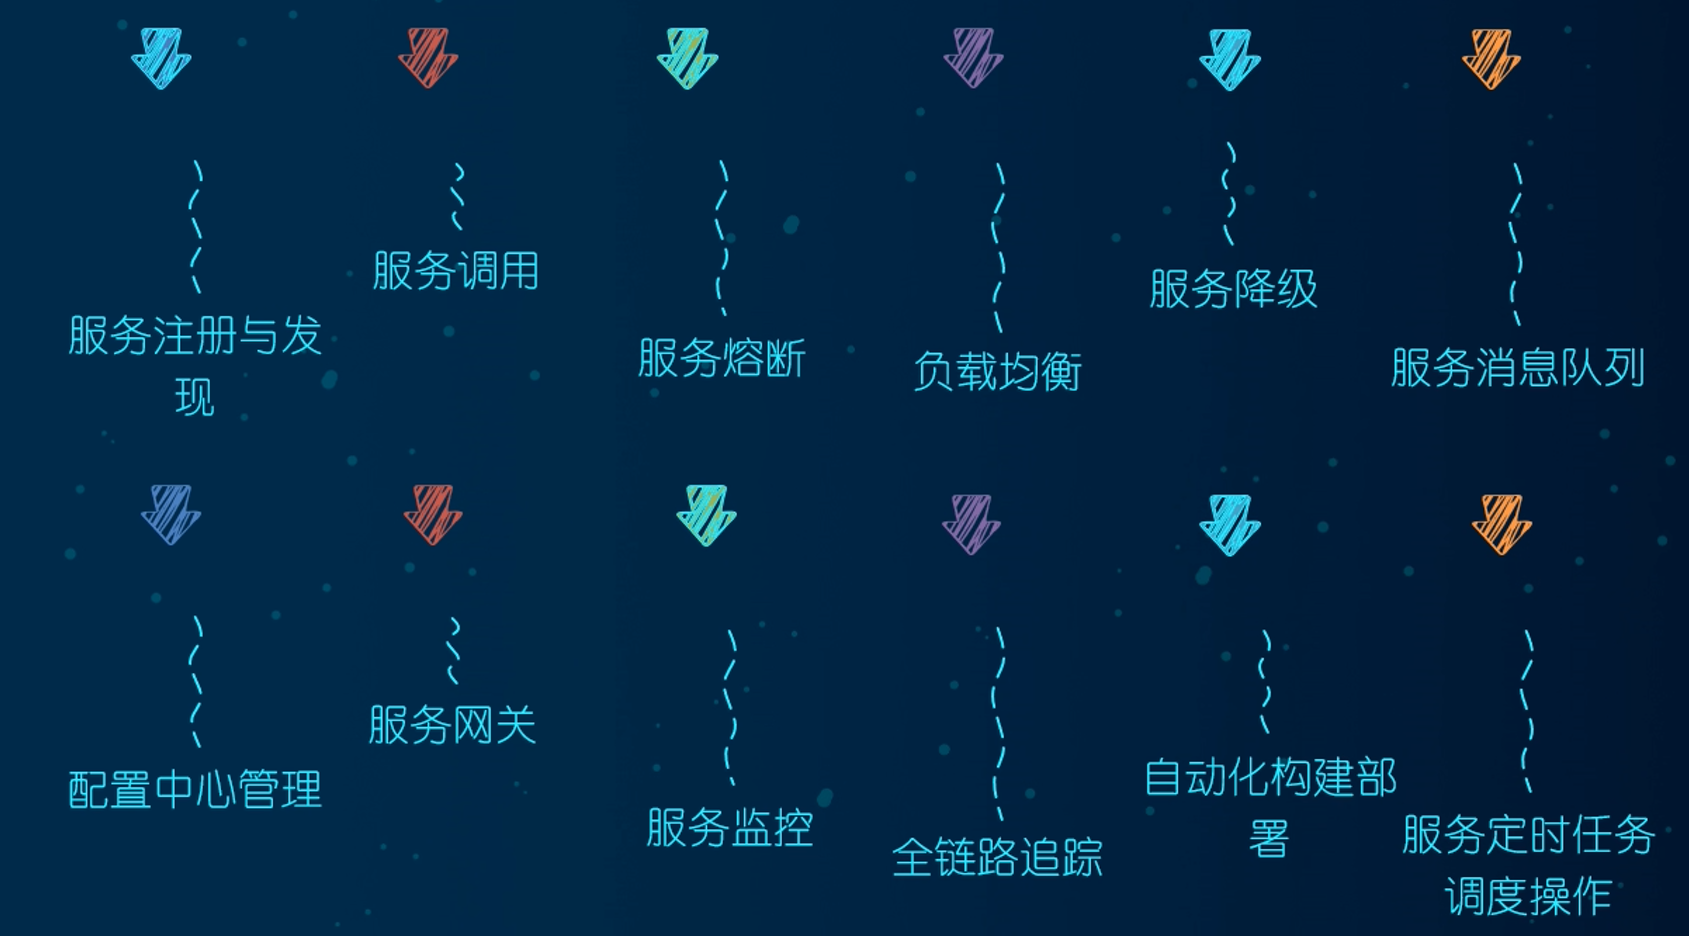 服务注册与发
现
服务调用
服务熔断
负载均衡
服务降级
服务消息队列
配置中心管理
服务网关
服务监控
全链路追踪
自动化构建部
署
服务定时任务
调度操作